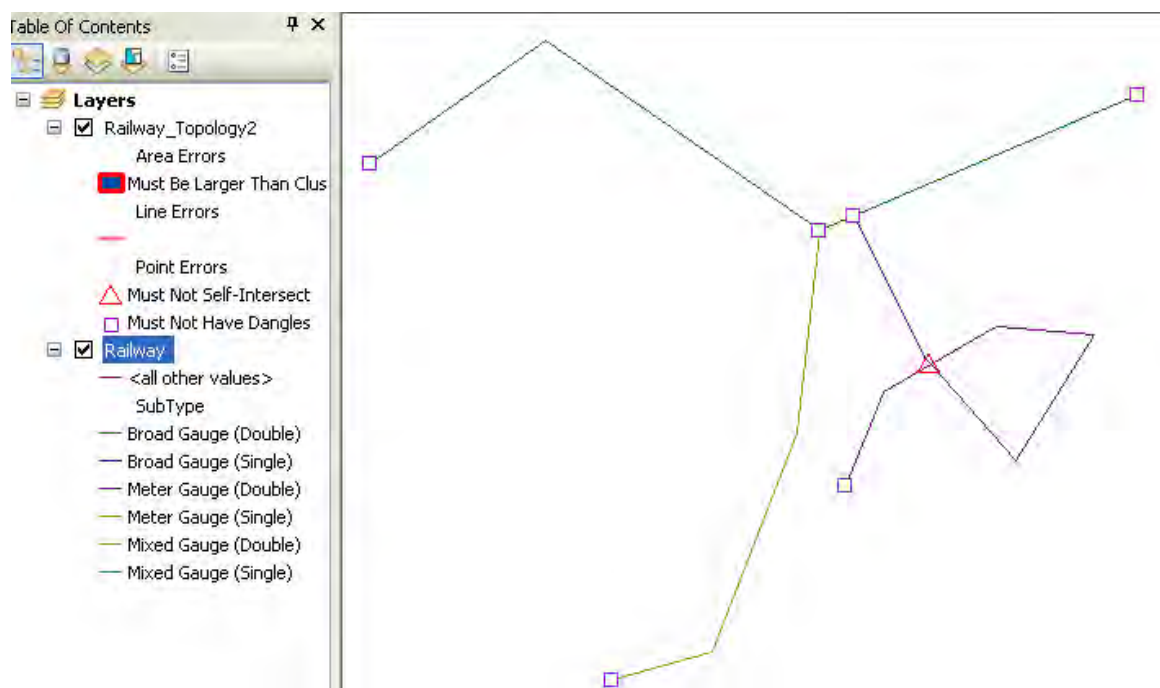 Table Of Contents
Layers
Railway_Topology2
Area Errors
Must Be Larger Than Clus
Line Errors
Point Errors
Must Not Self-Intersect
Must Not Have Dangles
Railway
<all other values>
SubType
Broad Gauge (Double)
Broad Gauge (Single)
Meter Gauge (Double)
Meter Gauge (Single)
Mixed Gauge (Double)
Mixed Gauge (Single)